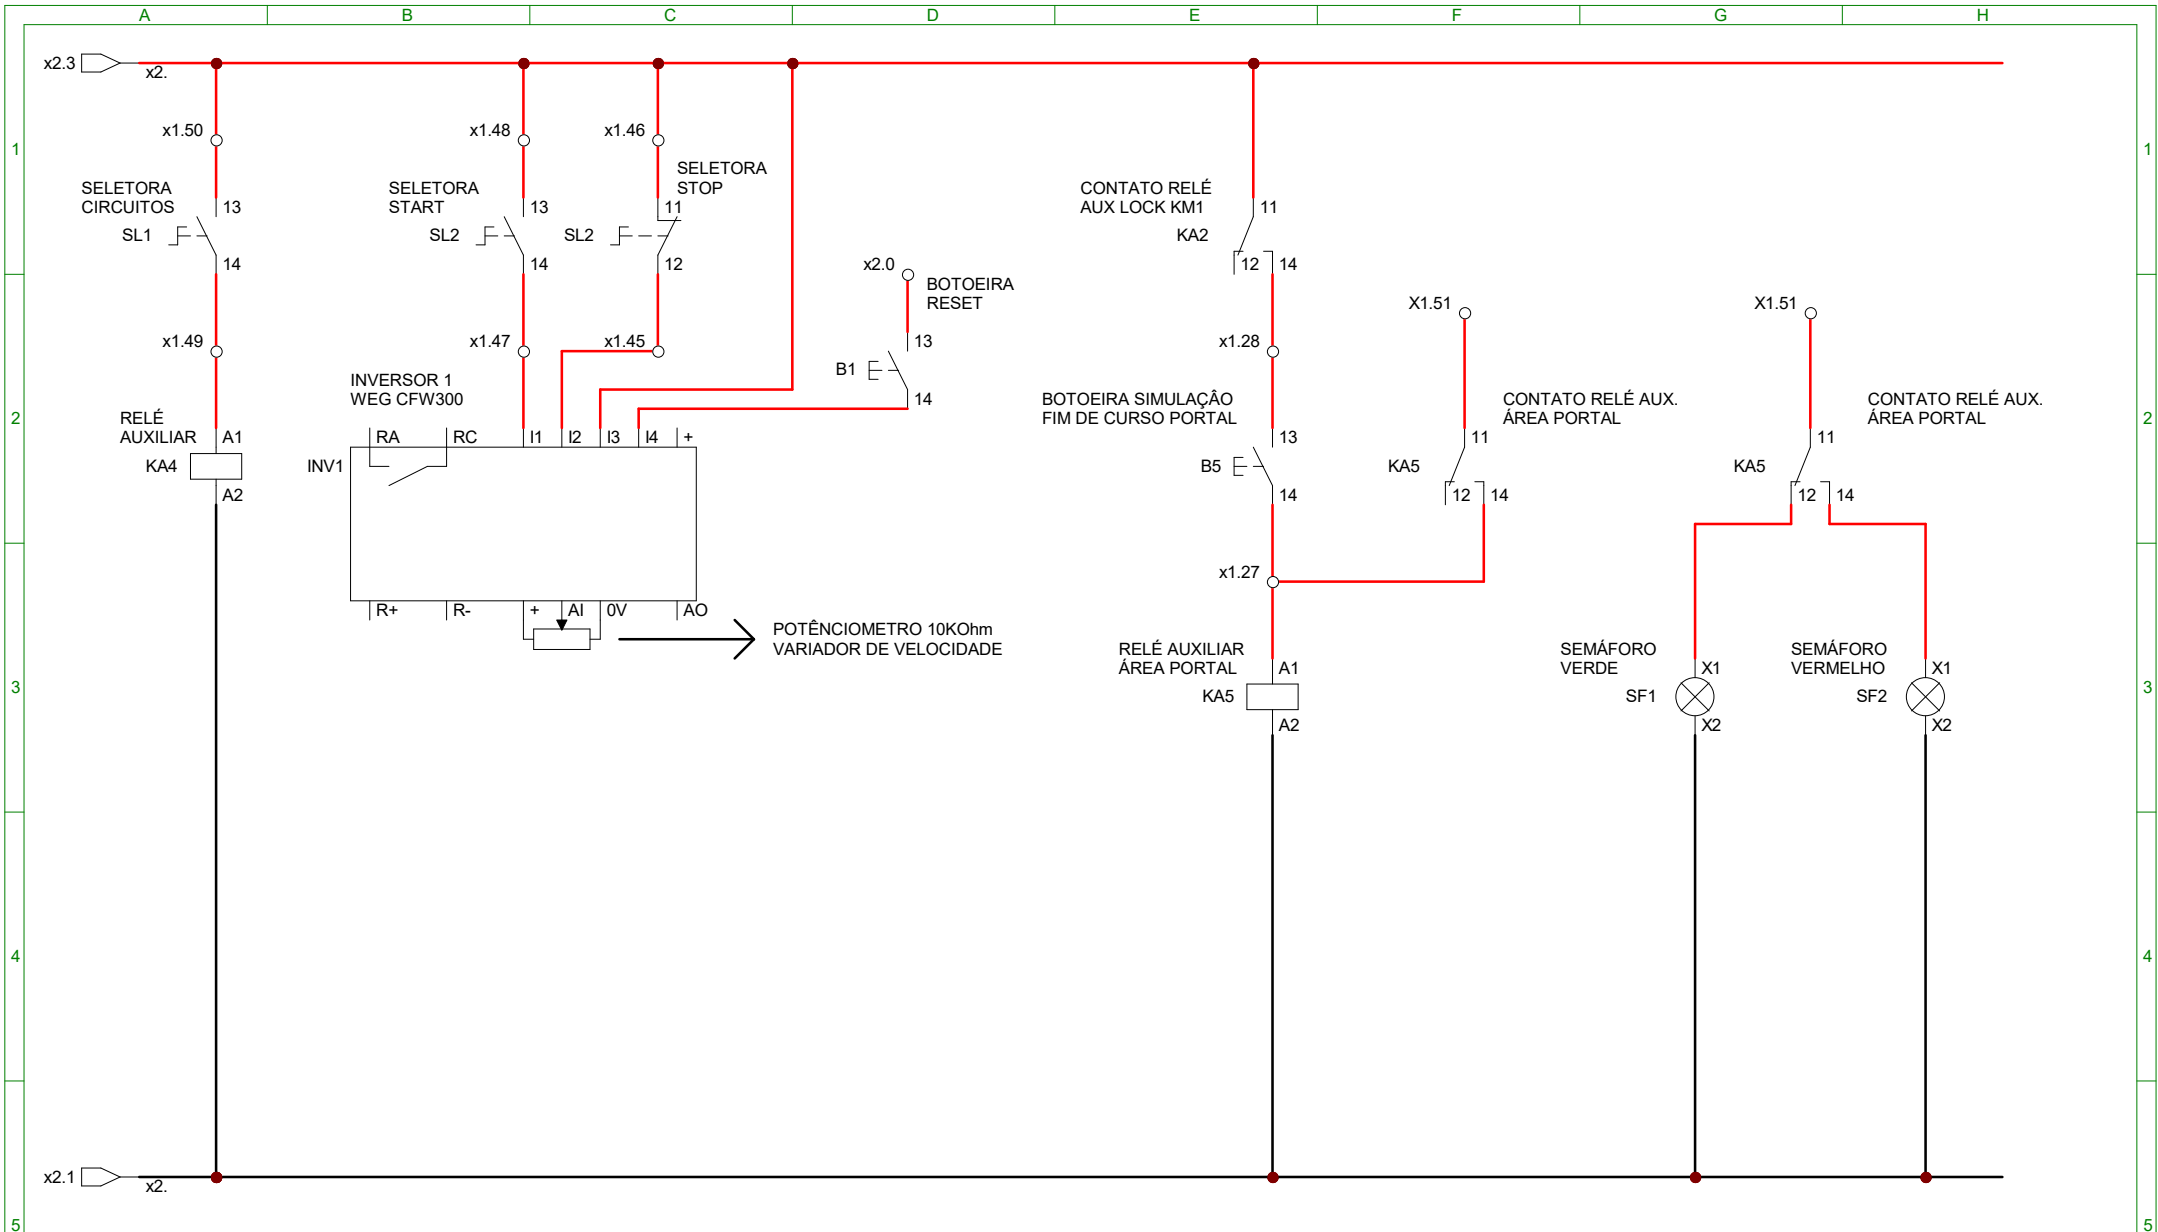 A B C D E F G H
x2.3
x2.
x1.50
x1.48
x1.46
1
1
SELETORA
CIRCUITOS
13
SL1
14
SELETORA
START
13
SL2
14
SELETORA
STOP
11
SL2
12
CONTATO RELÉ
AUX LOCK KM1
11
KA2
12 14
x2.0
BOTOEIRA
RESET
13
B1
14
X1.51
X1.51
x1.49
x1.47
x1.45
x1.28
INVERSOR 1
WEG CFW300
2
2
RELÉ
AUXILIAR
A1
KA4
A2
RA RC I1 I2 I3 I4 +
INV1
R+ R- + AI 0V AO
POTÊNCIOMETRO 10KOhm
VARIADOR DE VELOCIDADE
BOTOEIRA SIMULAÇÂO
FIM DE CURSO PORTAL
13
B5
14
CONTATO RELÉ AUX.
ÁREA PORTAL
11
KA5
12 14
CONTATO RELÉ AUX.
ÁREA PORTAL
11
KA5
12 14
x1.27
RELÉ AUXILIAR
ÁREA PORTAL
A1
KA5
A2
SEMÁFORO
VERDE
X1
SF1
X2
SEMÁFORO
VERMELHO
X1
SF2
X2
3
3
4
4
x2.1
x2.
5
5